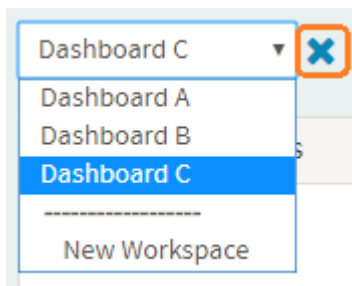 Dashboard C
Dashboard A
Dashboard B
Dashboard C
------------------
New Workspace